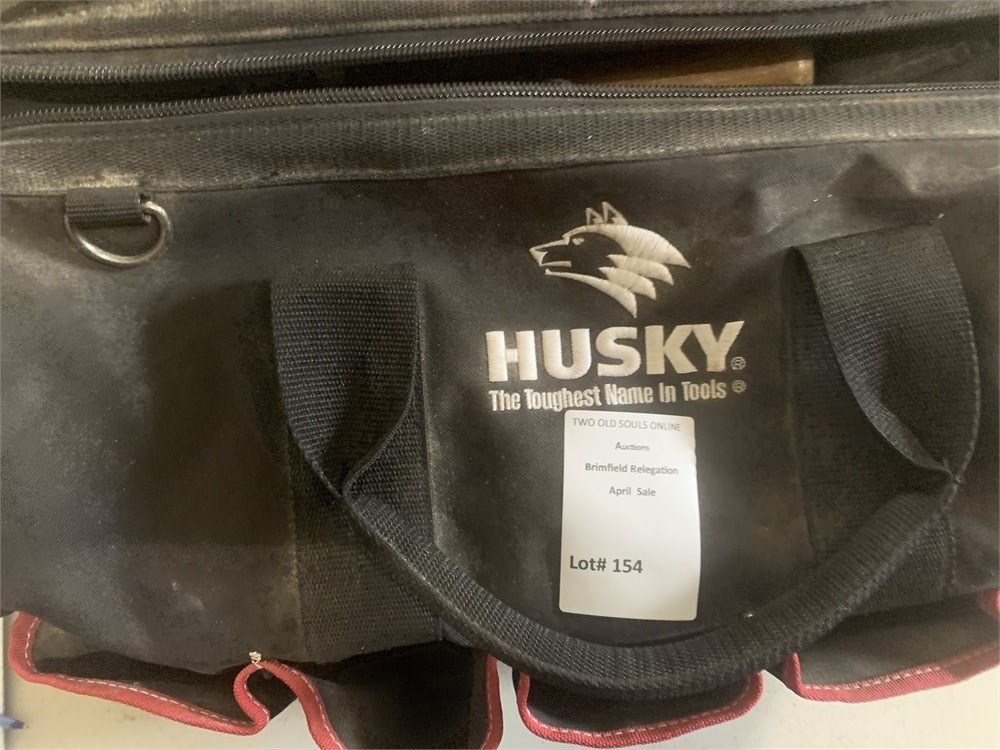 HUSKY®
The Toughest Name In Tools ®
TWO OLD SOULS ONLINE
Auctions
Brimfield Relegation
April Sale
Lot# 154